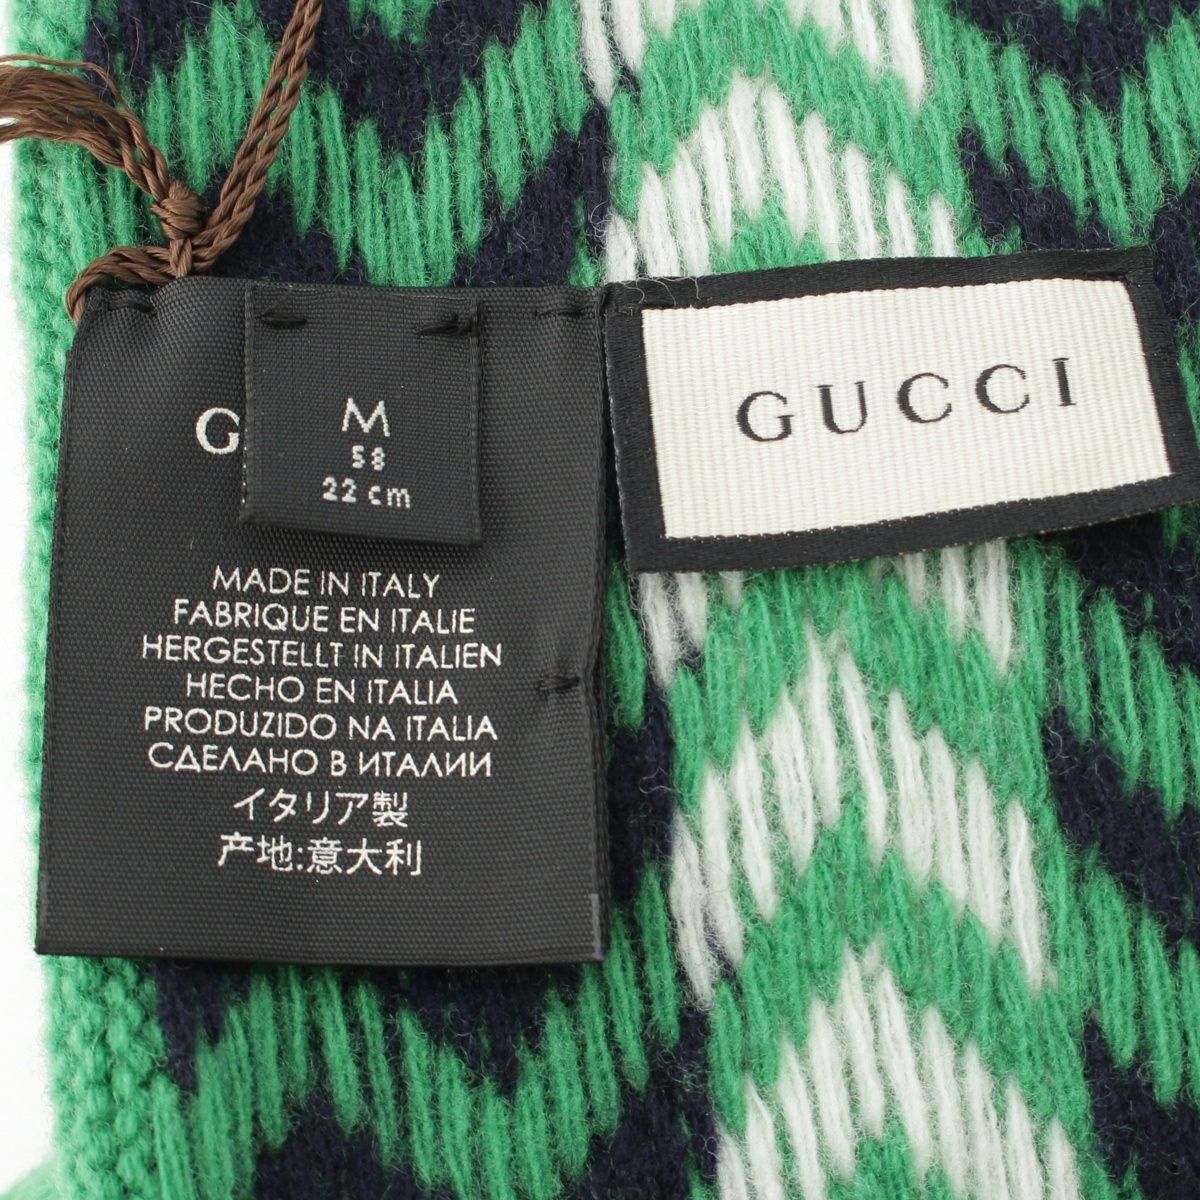 M
58
22 cm
G
MADE IN ITALY
FABRIQUE EN ITALIE
HERGESTELLT IN ITALIEN
HECHO EN ITALIA
PRODUZIDO NA ITALIA
СДЕЛАНО В ИТАЛИИ
イタリア製
产地:意大利
GUCCI